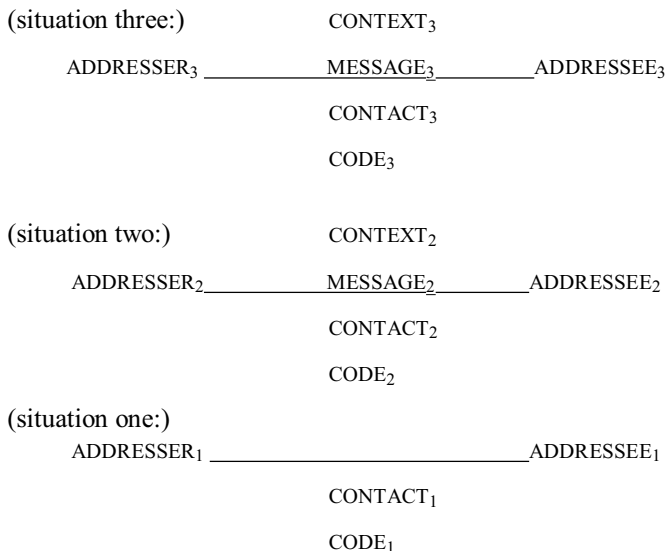 (situation three:) CONTEXT3
ADDRESSER3 MESSAGE3 ADDRESSEE3
CONTACT3
CODE3
(situation two:) CONTEXT2
ADDRESSER2 MESSAGE2 ADDRESSEE2
CONTACT2
CODE2
(situation one:)
ADDRESSER1 ADDRESSEE1
CONTACT1
CODE1